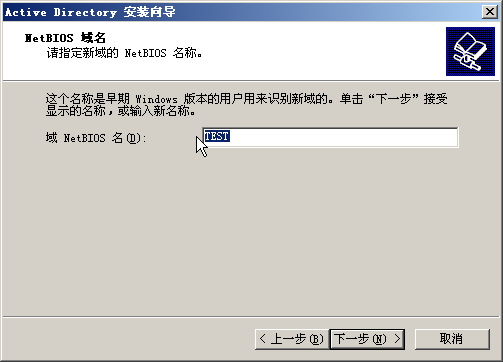 Active Directory 安装向导
NetBIOS 域名
请指定新域的 NetBIOS 名称。
这个名称是早期 Windows 版本的用户用来识别新域的。单击“下一步”接受
显示的名称，或输入新名称。
域 NetBIOS 名(D):
TEST
< 上一步(B)
下一步(N) >
取消